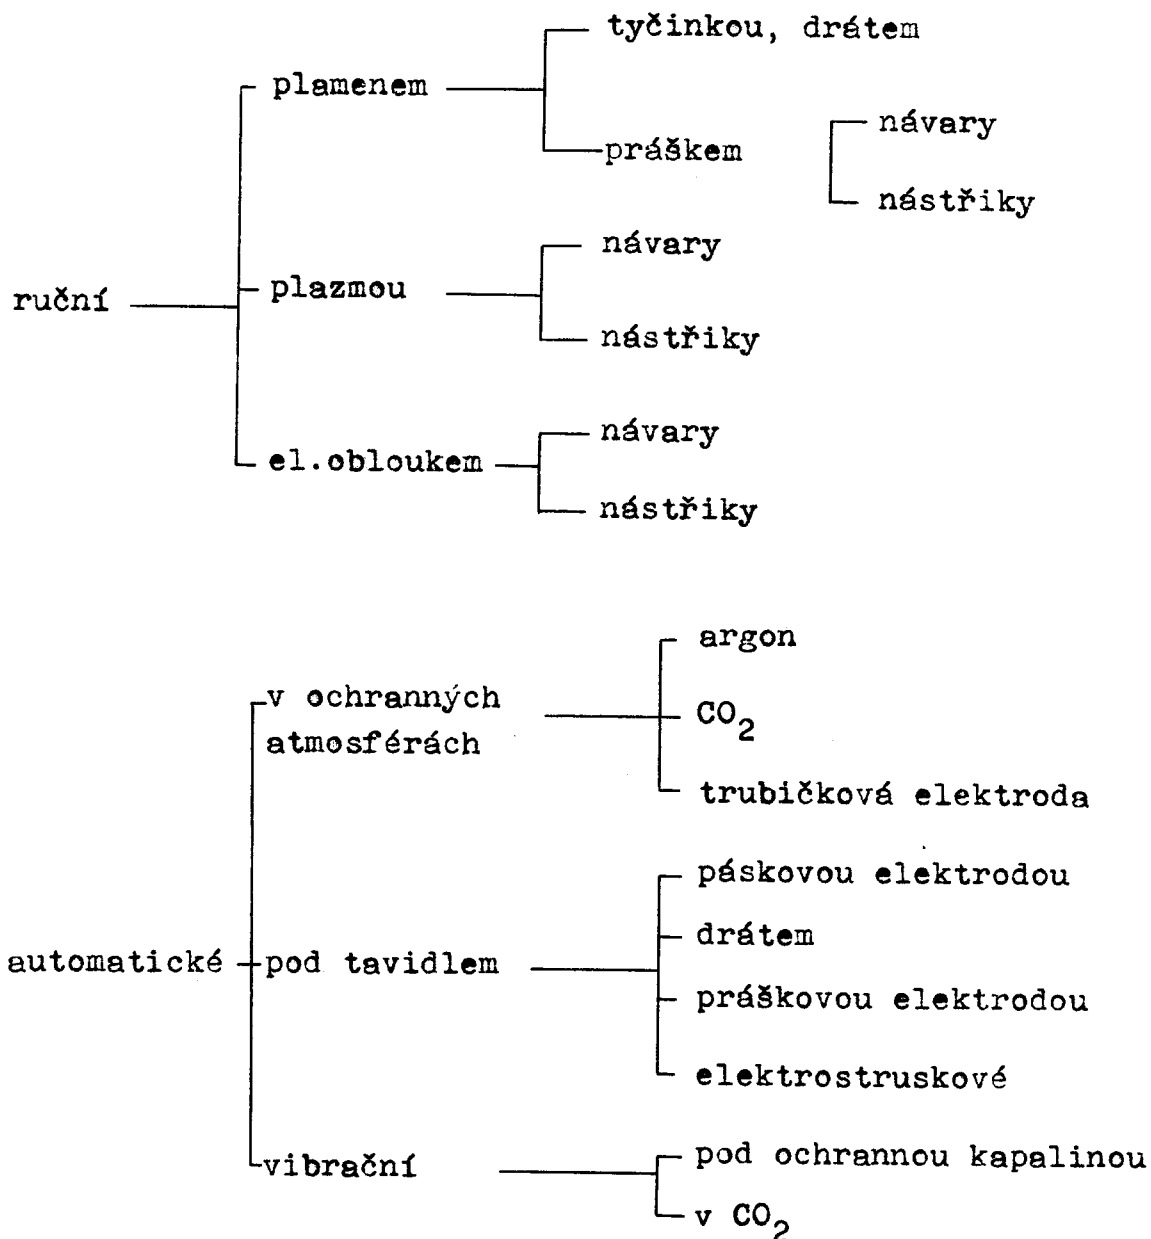 tyčinkou, drátem
plamenem
návary
práškem
nástřiky
návary
plazmou
ruční
nástřiky
návary
el.obloukem
nástřiky
argon
v ochranných
atmosférách
CO2
trubičková elektroda
páskovou elektrodou
drátem
automatické
pod tavidlem
práškovou elektrodou
elektrostruskové
pod ochrannou kapalinou
vibrační
v CO2